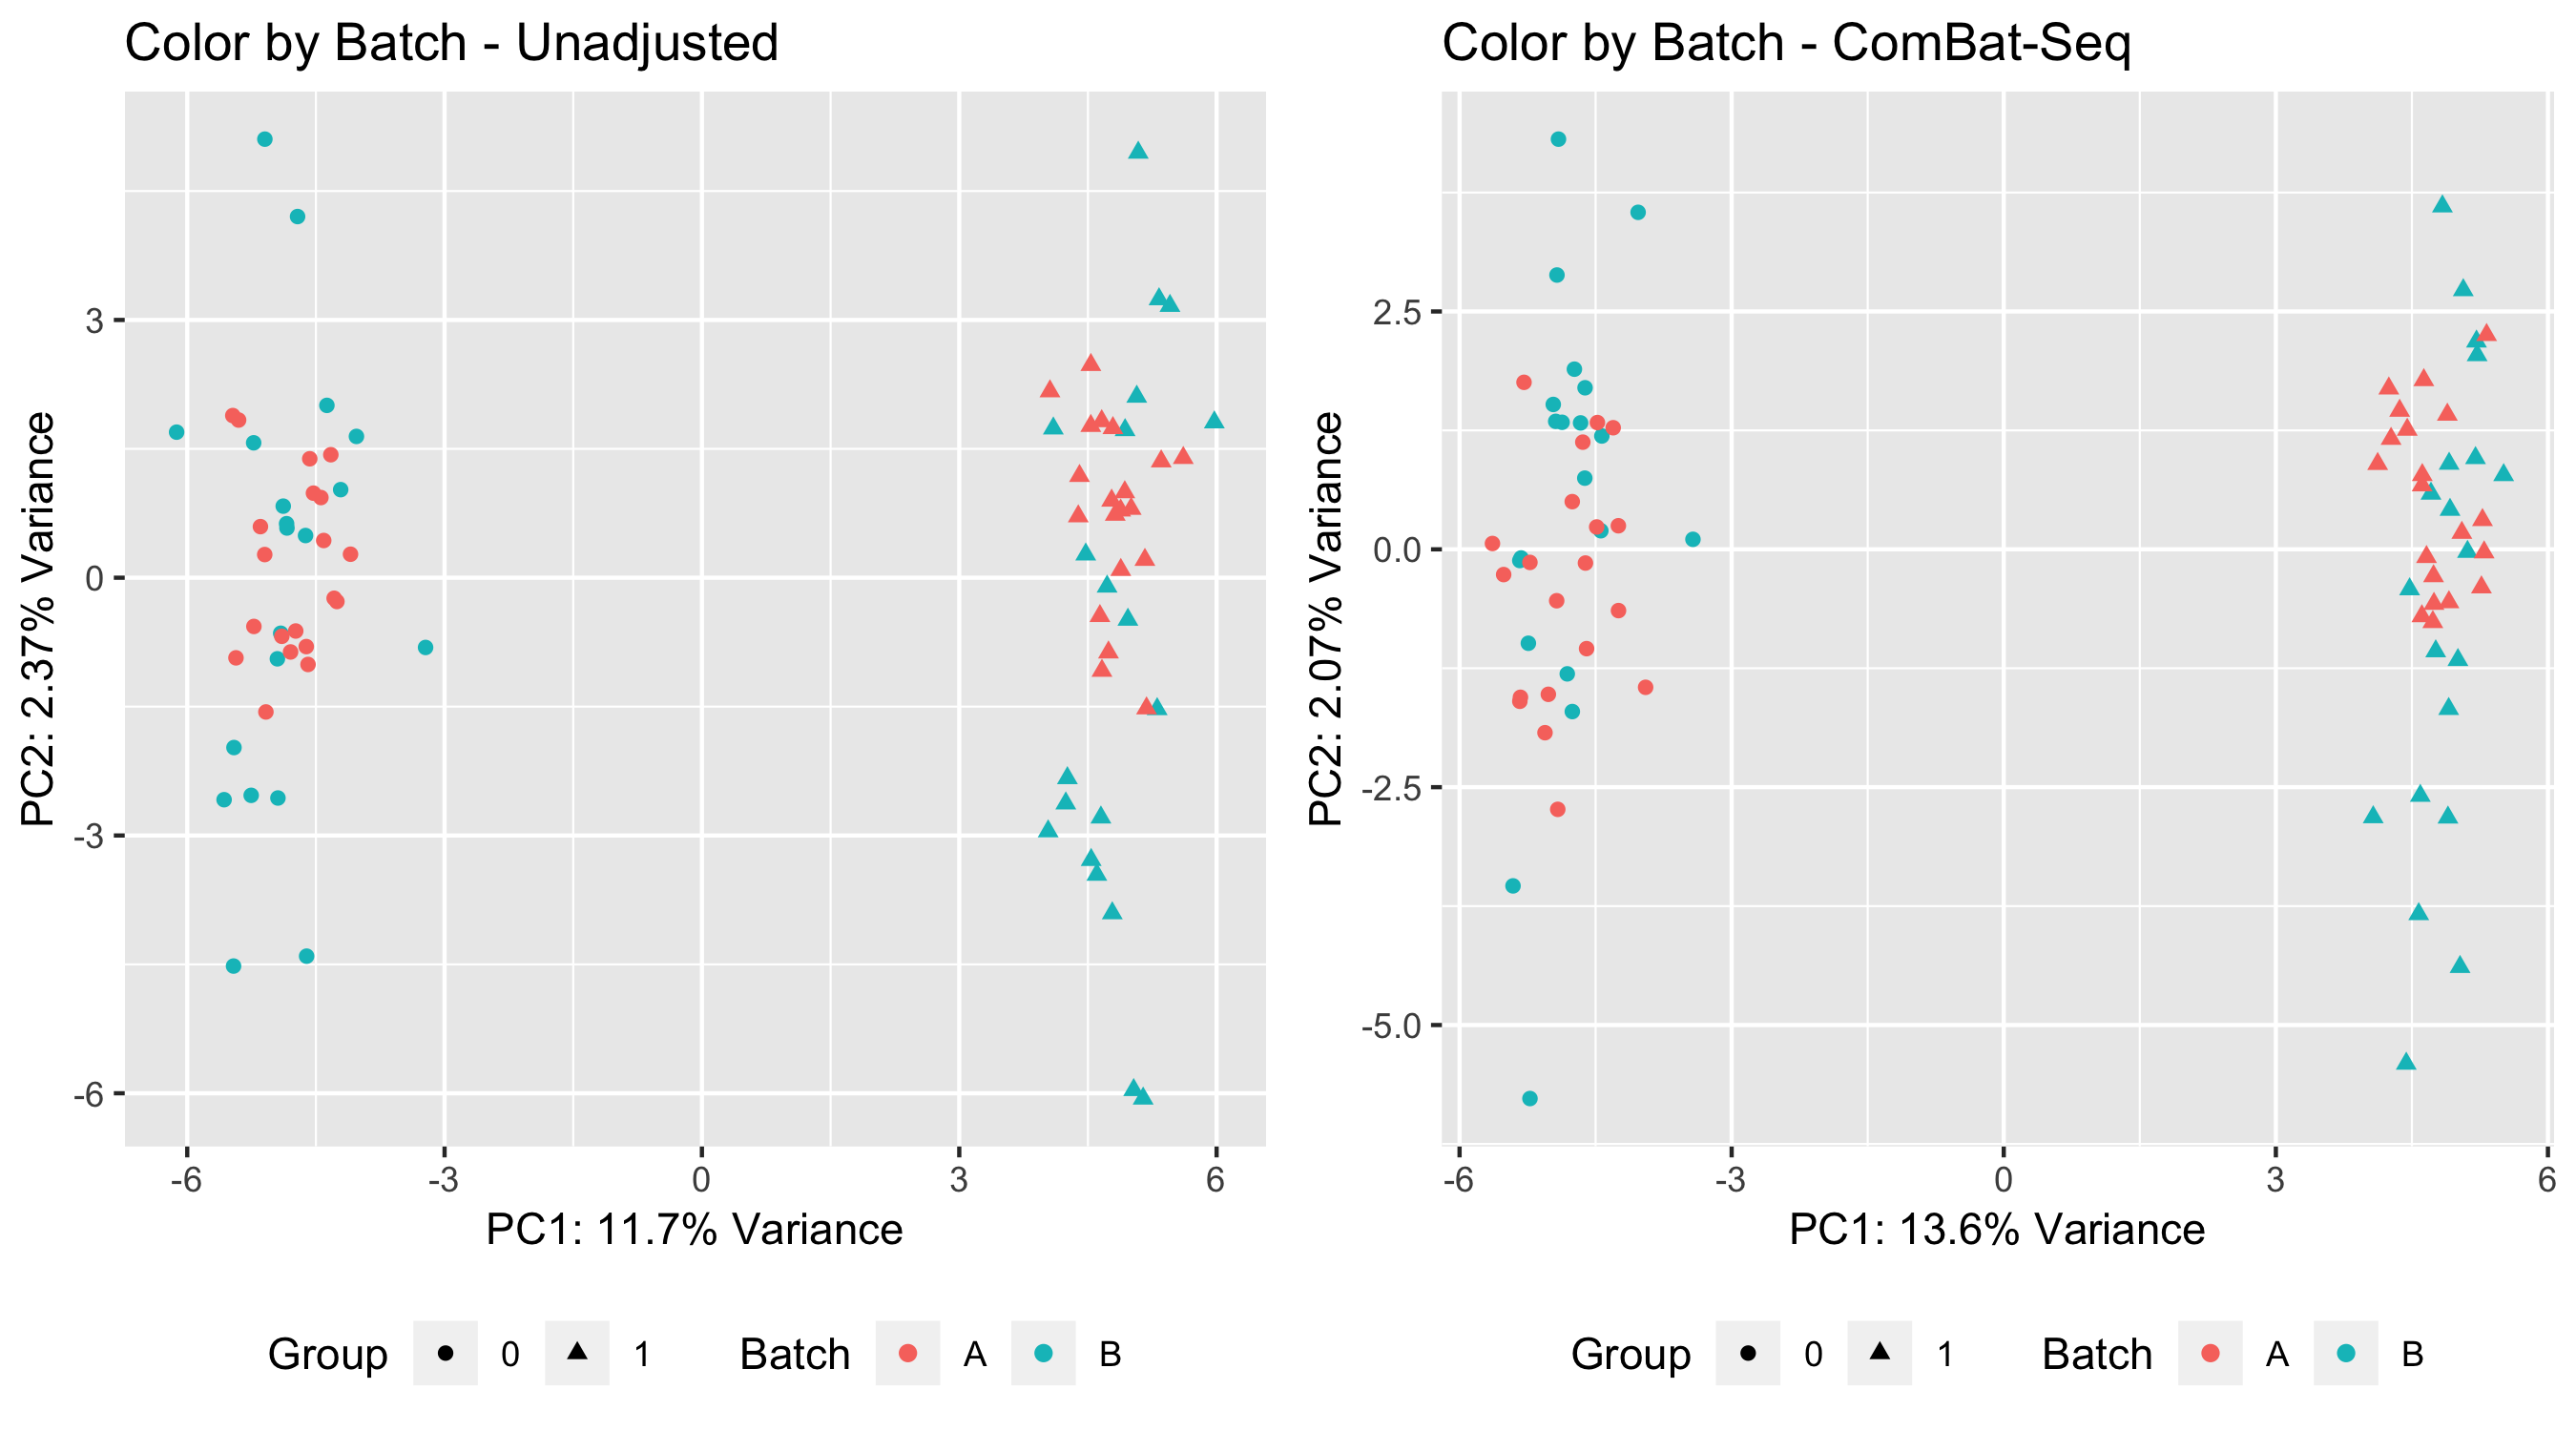 Color by Batch - Unadjusted
PC2: 2.37% Variance
3
0
-3
-6
-6 -3 0 3 6
PC1: 11.7% Variance
Group 0 1 Batch A B
Color by Batch - ComBat-Seq
PC2: 2.07% Variance
2.5
0.0
-2.5
-5.0
-6 -3 0 3 6
PC1: 13.6% Variance
Group 0 1 Batch A B